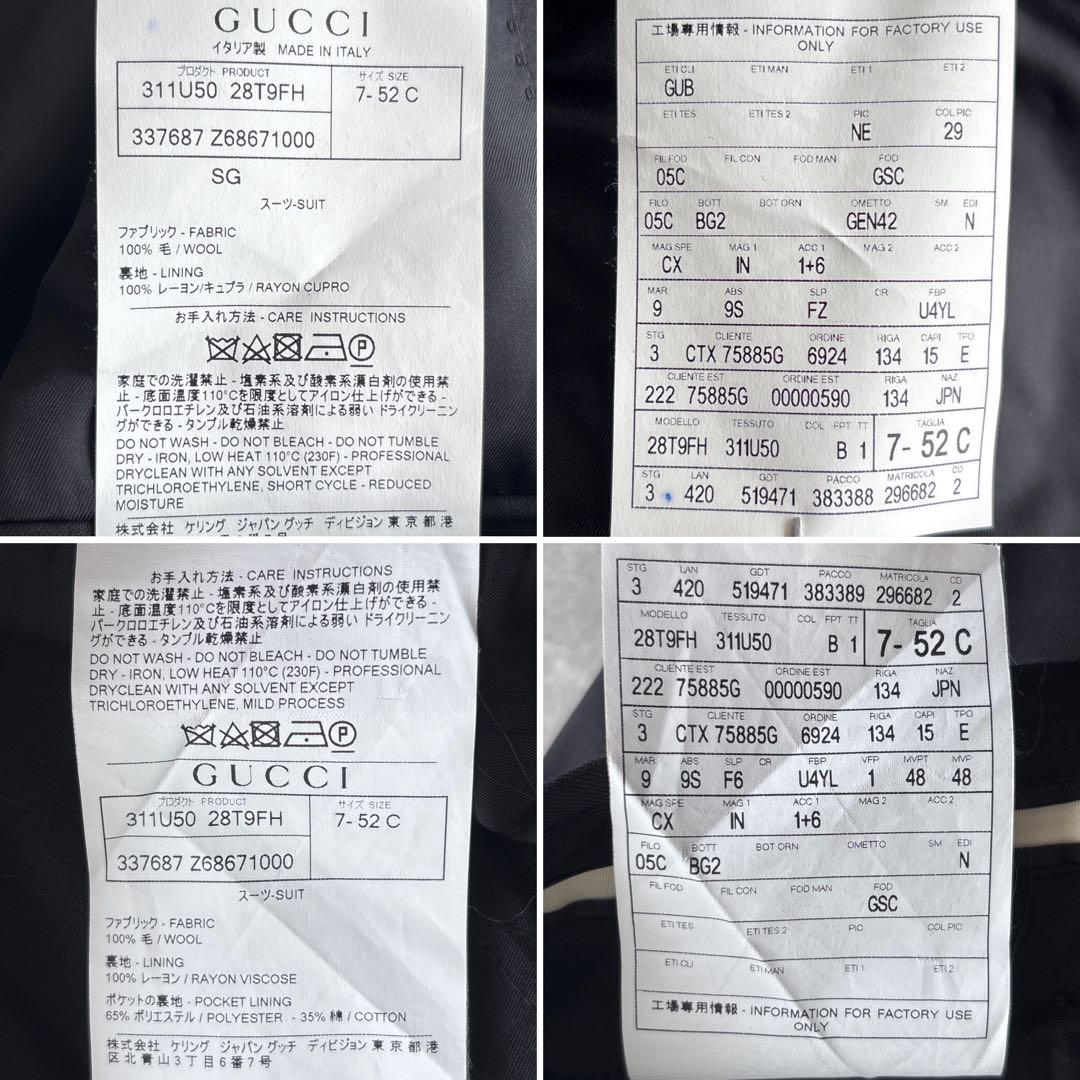 GUCCI
イタリア製 MADE IN ITALY
プロダクト PRODUCT
サイズ SIZE
311U50 28T9FH
7- 52 C
337687 Z68671000
SG
スーツ-SUIT
ファブリック - FABRIC
100% 毛 / WOOL
裏地 - LINING
100% レーヨン/キュプラ / RAYON CUPRO
お手入れ方法 - CARE INSTRUCTIONS
P
家庭での洗濯禁止 - 塩素系及び酸素系漂白剤の使用禁
止 - 底面温度110°Cを限度としてアイロン仕上げができる -
パークロロエチレン及び石油系溶剤による弱い ドライクリーニン
グができる - タンブル乾燥禁止
DO NOT WASH - DO NOT BLEACH - DO NOT TUMBLE
DRY - IRON, LOW HEAT 110°C (230F) - PROFESSIONAL
DRYCLEAN WITH ANY SOLVENT EXCEPT
TRICHLOROETHYLENE, SHORT CYCLE - REDUCED
MOISTURE
株式会社 ケリング ジャパン グッチ ディビジョン 東京都港
工場専用情報 - INFORMATION FOR FACTORY USE
ONLY
ETI CLI ETI MAN ETI 1 ETI 2
GUB
ETI TES ETI TES 2 PIC COL PIC
NE 29
FIL FOD FIL CON FOD MAN FOD
05C GSC
FILO BOTT BOT ORN OMETTO SM EDI
05C BG2 GEN42 N
MAG SPE MAG 1 ACC 1 MAG 2 ACC 2
CX IN 1+6
MAR ABS SLP CR FBP
9 9S FZ U4YL
STG CLIENTE ORDINE RIGA CAPI TPO
3 CTX 75885G 6924 134 15 E
CLIENTE EST ORDINE EST RIGA NAZ
222 75885G 00000590 134 JPN
MODELLO TESSUTO COL FPT TT TAGLIA
28T9FH 311U50 B 1 7- 52 C
STG LAN GDT PACCO MATRICOLA CD
3 420 519471 383388 296682 2
お手入れ方法 - CARE INSTRUCTIONS
家庭での洗濯禁止 - 塩素系及び酸素系漂白剤の使用禁
止 - 底面温度110°Cを限度としてアイロン仕上げができる -
パークロロエチレン及び石油系溶剤による弱い ドライクリーニン
グができる - タンブル乾燥禁止
DO NOT WASH - DO NOT BLEACH - DO NOT TUMBLE
DRY - IRON, LOW HEAT 110°C (230F) - PROFESSIONAL
DRYCLEAN WITH ANY SOLVENT EXCEPT
TRICHLOROETHYLENE, MILD PROCESS
P
GUCCI
プロダクト PRODUCT
サイズ SIZE
311U50 28T9FH
7- 52 C
337687 Z68671000
スーツ-SUIT
ファブリック - FABRIC
100% 毛 / WOOL
裏地 - LINING
100% レーヨン / RAYON VISCOSE
ポケットの裏地 - POCKET LINING
65% ポリエステル / POLYESTER - 35% 綿 / COTTON
株式会社 ケリング ジャパン グッチ ディビジョン 東京都港
区北青山3丁目6番7号
STG LAN GDT PACCO MATRICOLA CD
3 420 519471 383389 296682 2
MODELLO TESSUTO COL FPT TT TAGLIA
28T9FH 311U50 B 1 7- 52 C
CLIENTE EST ORDINE EST RIGA NAZ
222 75885G 00000590 134 JPN
STG CLIENTE ORDINE RIGA CAPI TPO
3 CTX 75885G 6924 134 15 E
MAR ABS SLP CR FBP VFP MVPT MVP
9 9S F6 U4YL 1 48 48
MAG SPE MAG 1 ACC 1 MAG 2 ACC 2
CX IN 1+6
FILO BOTT BOT ORN OMETTO SM EDI
05C BG2 N
FIL FOD FIL CON FOD MAN FOD
GSC
ETI TES ETI TES 2 PIC COL PIC
ETI CLI ETI MAN ETI 1 ETI 2
工場専用情報 - INFORMATION FOR FACTORY USE
ONLY